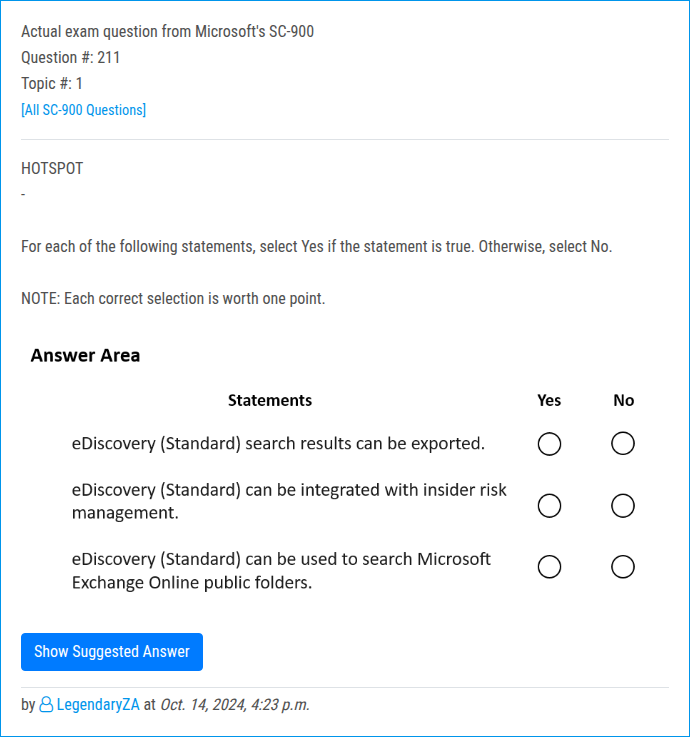 Actual exam question from Microsoft's SC-900
Question #: 211
Topic #: 1
[All SC-900 Questions]
HOTSPOT
-
For each of the following statements, select Yes if the statement is true. Otherwise, select No.
NOTE: Each correct selection is worth one point.
Answer Area
Statements Yes No
eDiscovery (Standard) search results can be exported.
eDiscovery (Standard) can be integrated with insider risk
management.
eDiscovery (Standard) can be used to search Microsoft
Exchange Online public folders.
Show Suggested Answer
by LegendaryZA at Oct. 14, 2024, 4:23 p.m.